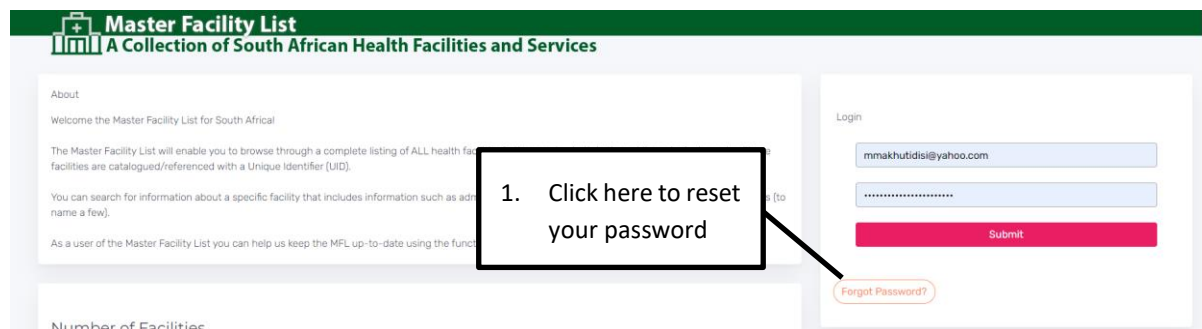 Master Facility List
A Collection of South African Health Facilities and Services
About
Welcome the Master Facility List for South Africa!
The Master Facility List will enable you to browse through a complete listing of ALL health fac
facilities are catalogued/referenced with a Unique Identifier (UID).
You can search for information about a specific facility that includes information such as adm
s (to
name a few).
As a user of the Master Facility List you can help us keep the MFL up-to-date using the funct
1. Click here to reset
your password
Login
mmakhutidisi@yahoo.com
Submit
Forgot Password?
Number of Facilities